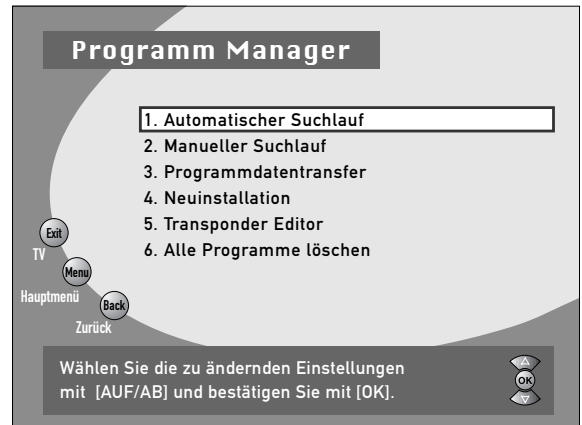 Programm Manager
1. Automatischer Suchlauf
2. Manueller Suchlauf
3. Programmdatentransfer
4. Neuinstallation
5. Transponder Editor
6. Alle Programme löschen
Exit
TV
Menu
Hauptmenü
Back
Zurück
Wählen Sie die zu ändernden Einstellungen
mit [AUF/AB] und bestätigen Sie mit [OK].
OK